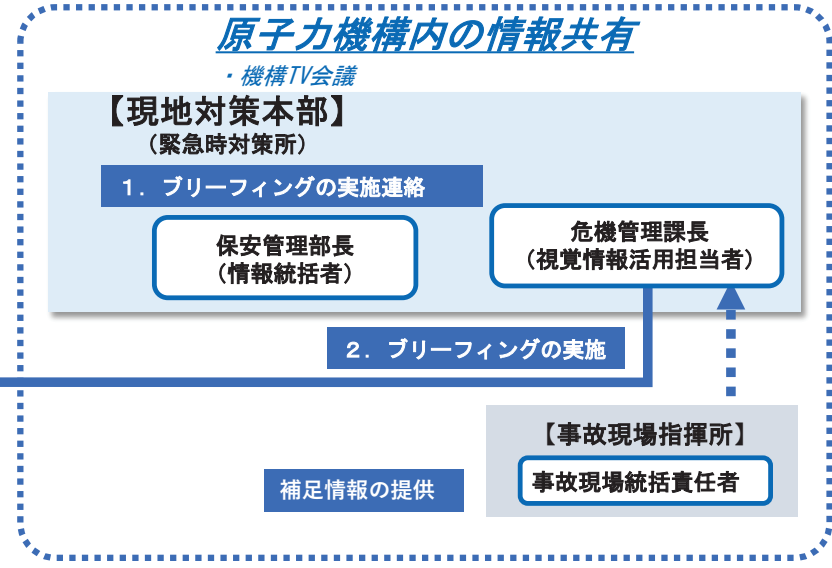 原子力機構内の情報共有
・機構TV会議
【現地対策本部】
（緊急時対策所）
１．ブリーフィングの実施連絡
保安管理部長
（情報統括者）
危機管理課長
（視覚情報活用担当者）
２．ブリーフィングの実施
【事故現場指揮所】
事故現場統括責任者
補足情報の提供